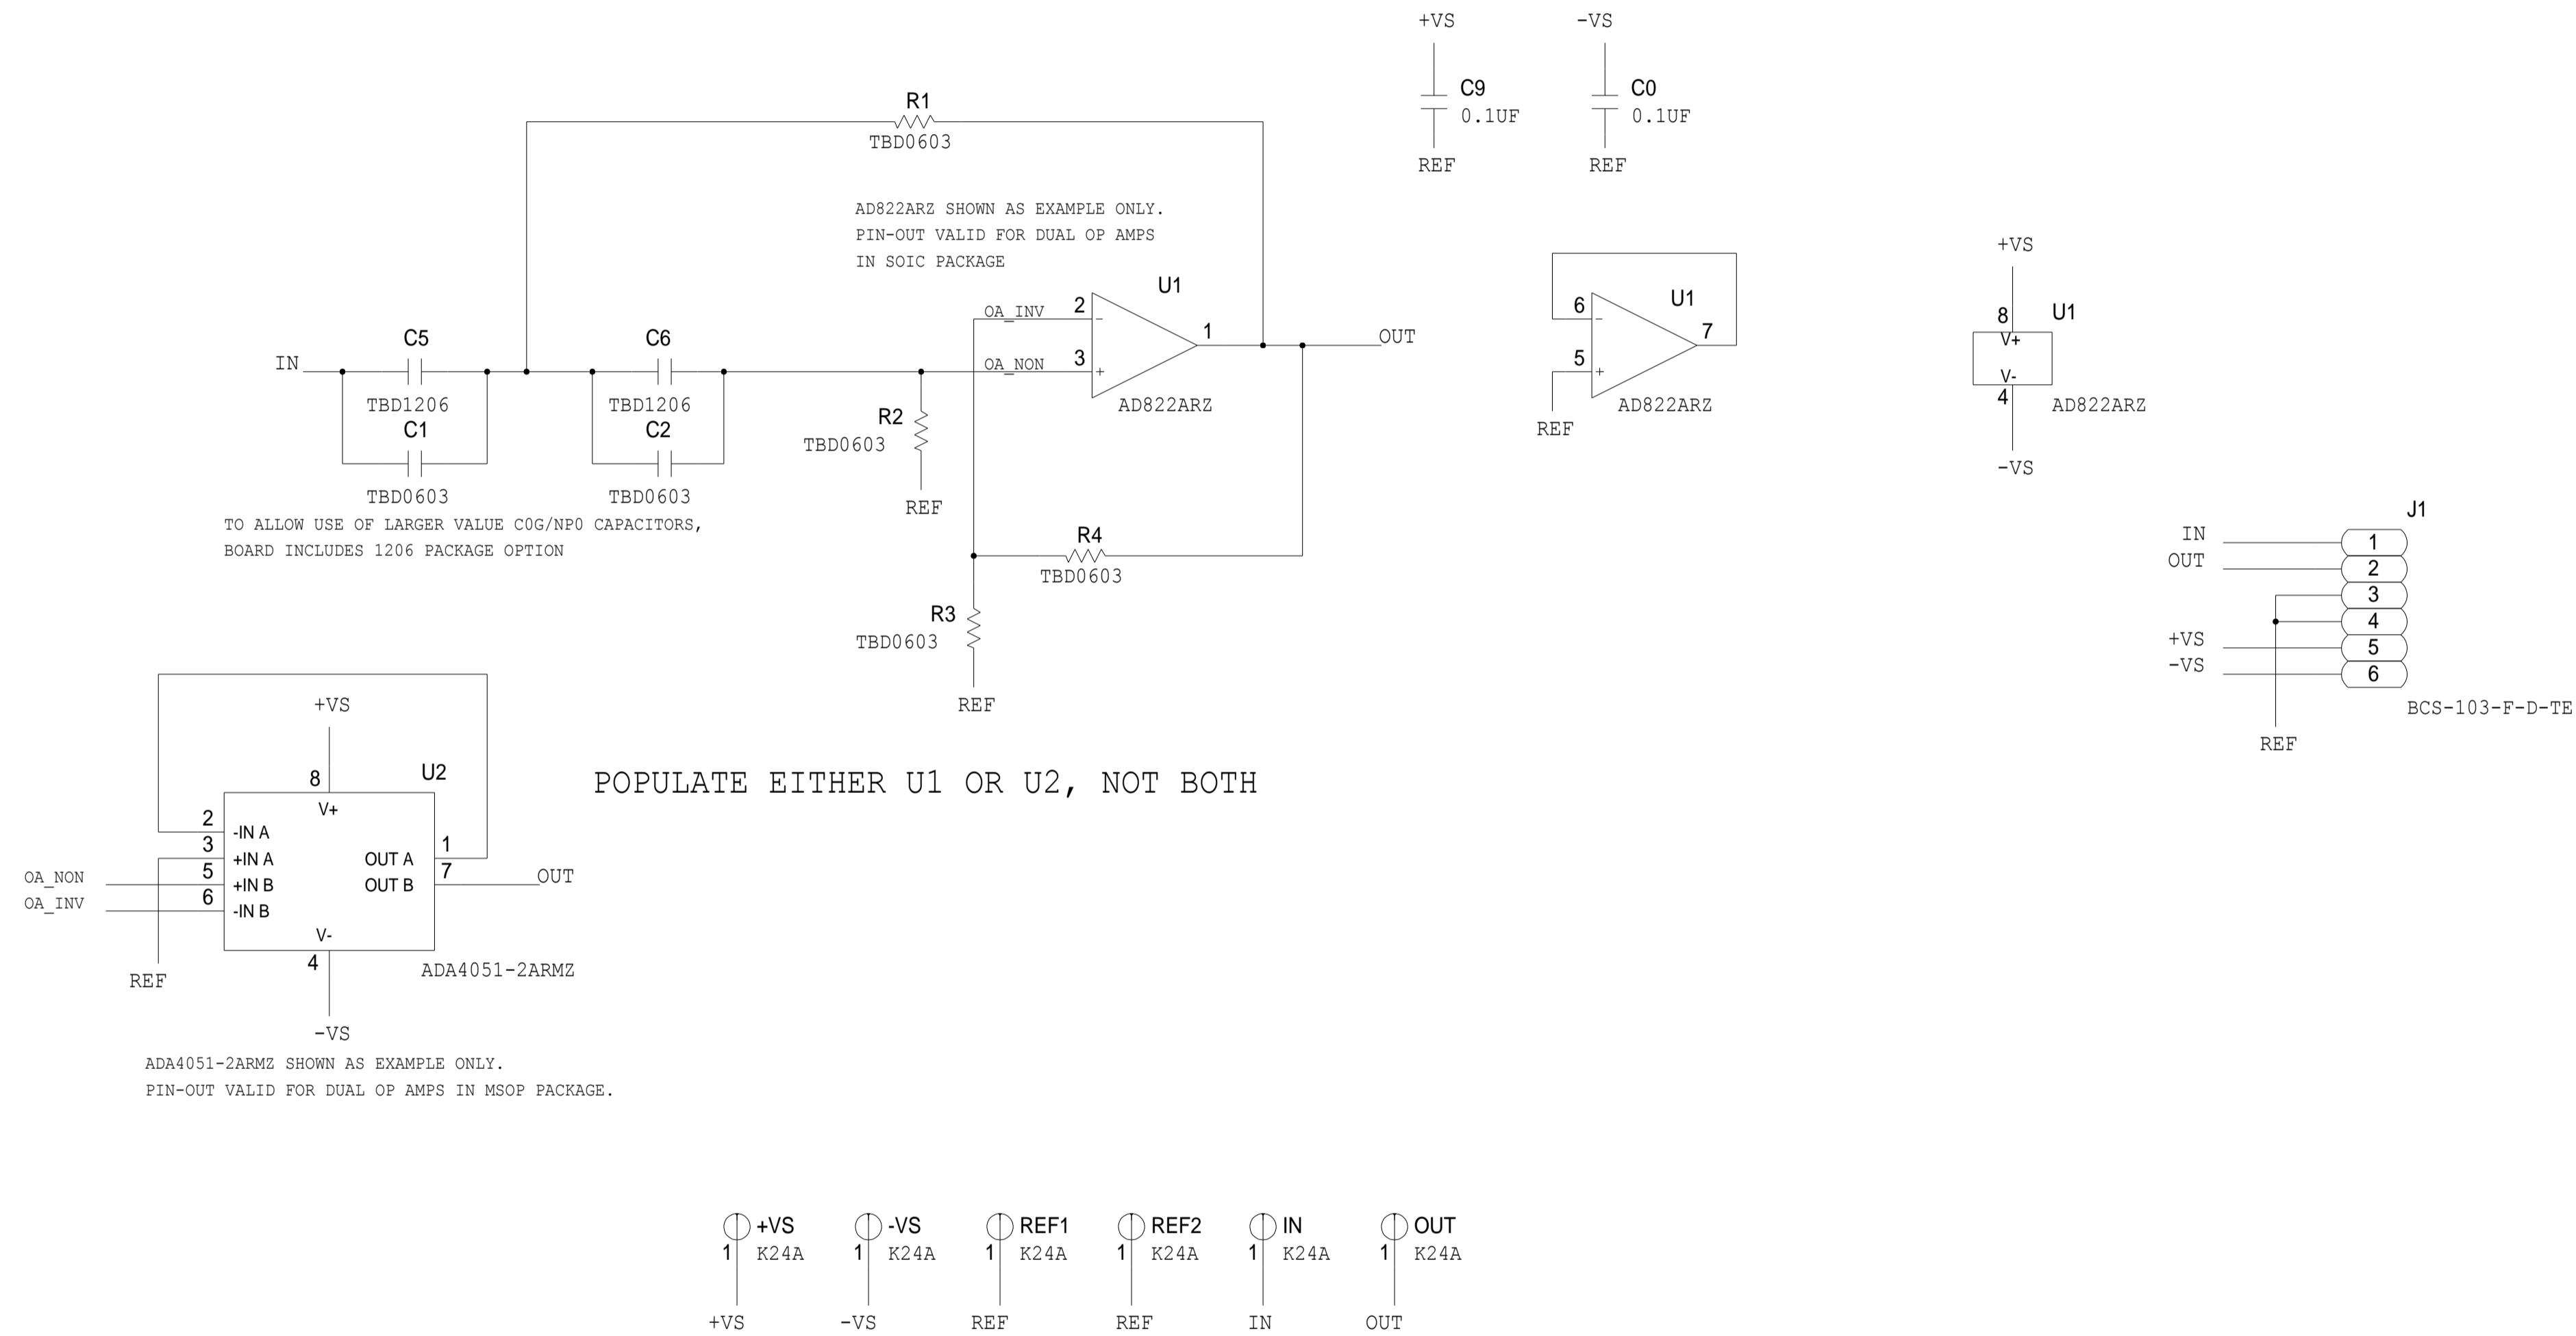 +VS
-VS
C9
0.1UF
REF
C0
0.1UF
REF
R1
TBD0603
AD822ARZ SHOWN AS EXAMPLE ONLY.
PIN-OUT VALID FOR DUAL OP AMPS
IN SOIC PACKAGE
IN
C5
TBD1206
C1
TBD0603
C6
TBD1206
C2
TBD0603
TO ALLOW USE OF LARGER VALUE C0G/NP0 CAPACITORS,
BOARD INCLUDES 1206 PACKAGE OPTION
R2
TBD0603
REF
OA_INV
2
-
OA_NON
3
+
U1
1
OUT
AD822ARZ
R4
TBD0603
R3
TBD0603
REF
6
-
5
+
U1
7
REF
AD822ARZ
+VS
8
U1
V+
V-
4
AD822ARZ
-VS
J1
IN
1
OUT
2
3
4
+VS
5
-VS
6
BCS-103-F-D-TE
REF
+VS
8
U2
V+
2
-IN A
3
+IN A
OUT A
1
OA_NON
5
+IN B
OUT B
7
OUT
OA_INV
6
-IN B
V-
4
REF
ADA4051-2ARMZ
-VS
ADA4051-2ARMZ SHOWN AS EXAMPLE ONLY.
PIN-OUT VALID FOR DUAL OP AMPS IN MSOP PACKAGE.
POPULATE EITHER U1 OR U2, NOT BOTH
+VS
1
K24A
+VS
-VS
1
K24A
-VS
REF1
1
K24A
REF
REF2
1
K24A
REF
IN
1
K24A
IN
OUT
1
K24A
OUT